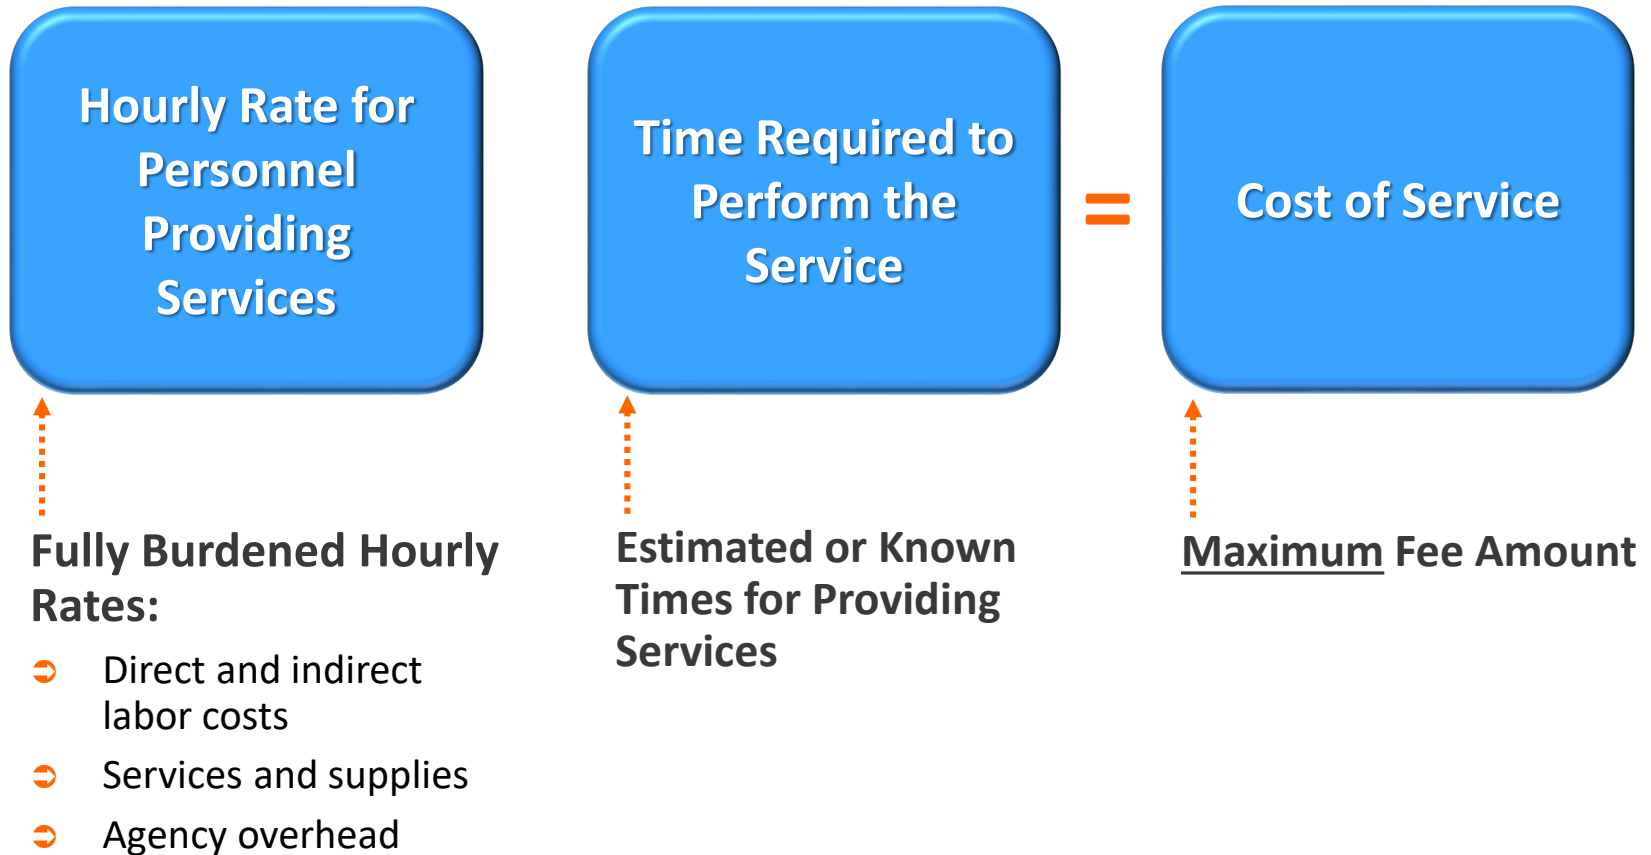 Hourly Rate for
Personnel
Providing
Services
Time Required to
Perform the
Service
=
Cost of Service
Fully Burdened Hourly
Rates:
➲ Direct and indirect
labor costs
➲ Services and supplies
➲ Agency overhead
Estimated or Known
Times for Providing
Services
Maximum Fee Amount